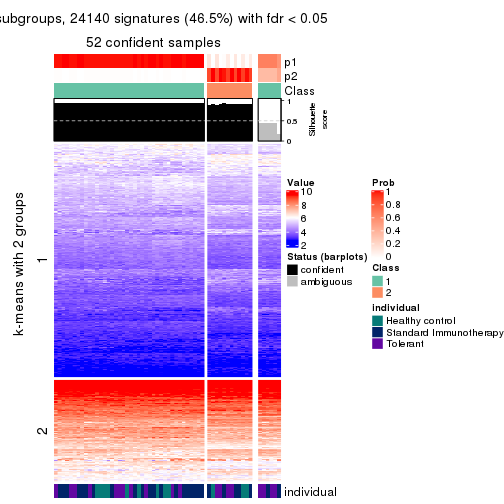 subgroups, 24140 signatures (46.5%) with fdr < 0.05
52 confident samples
p1
p2
Class
1
0.5
0
Silhouette
score
k-means with 2 groups
1
2
individual
Value
10
8
6
4
2
Status (barplots)
confident
ambiguous
Prob
1
0.8
0.6
0.4
0.2
0
Class
1
2
individual
Healthy control
Standard Immunotherapy
Tolerant